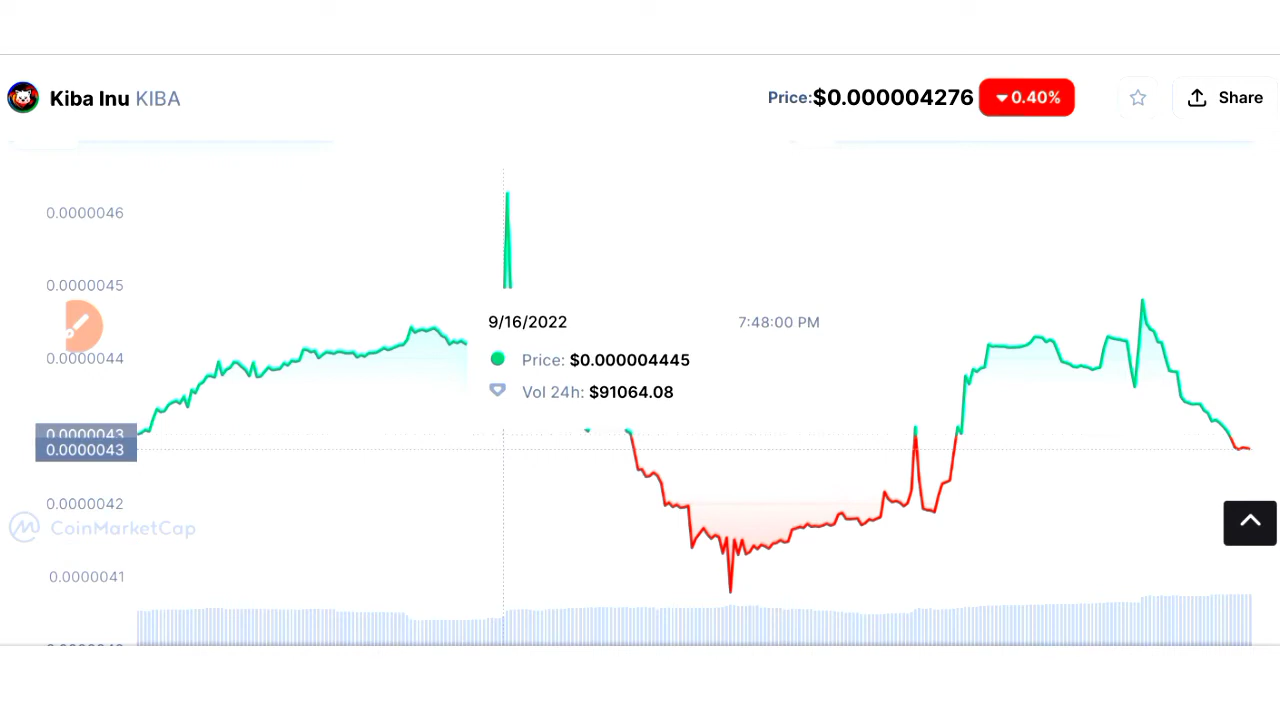 Kiba Inu KIBA
Price:$0.000004276 0.40%
Share
0.0000046
0.0000045
9/16/2022 7:48:00 PM
0.0000044
Price: $0.000004445
Vol 24h: $91064.08
0.0000043
0.0000043
0.0000042
CoinMarketCap
0.0000041